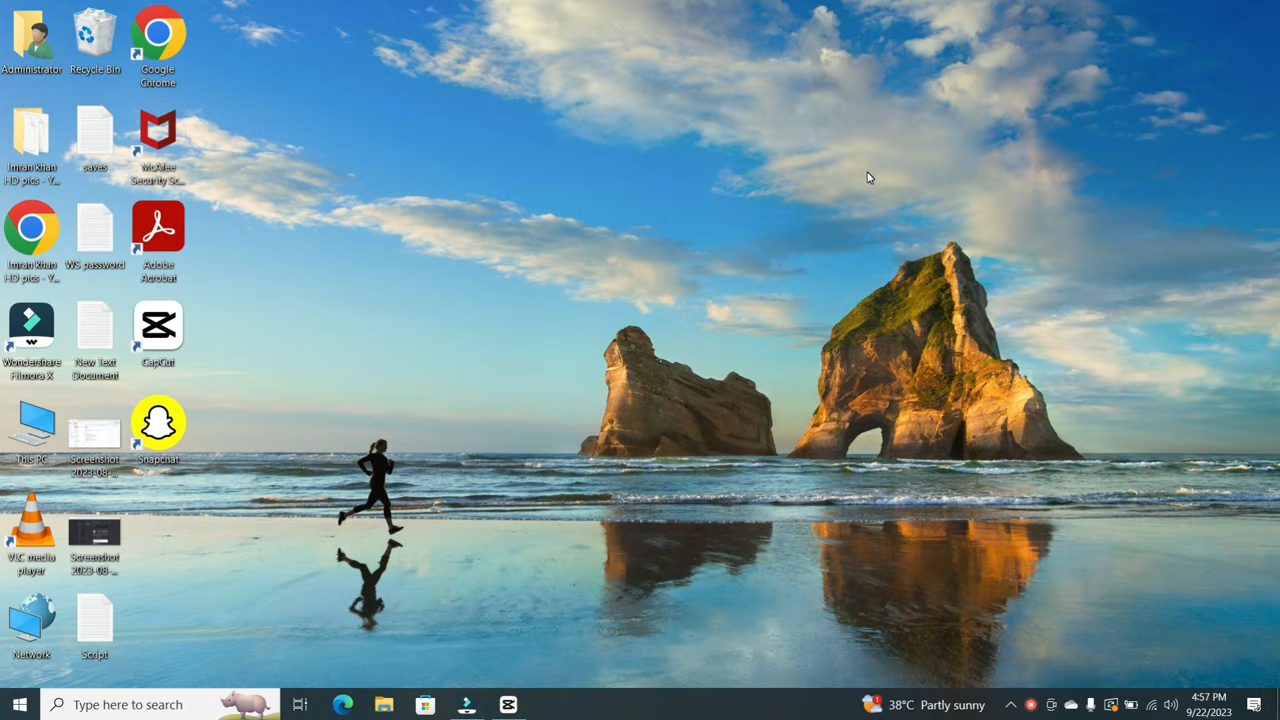 Administrator
Recycle Bin
Google
Chrome
Imran khan
HD pics - Y...
saves
McAfee
Security Sc...
Imran khan
HD pics - Y...
WS password
Adobe
Acrobat
Wondershare
Filmora X
New Text
Document
CapCut
This PC
Screenshot
2023-08-...
Snapchat
VLC media
player
Screenshot
2023-08-...
Network
Script
Type here to search
1
38°C Partly sunny
4:57 PM
9/22/2023